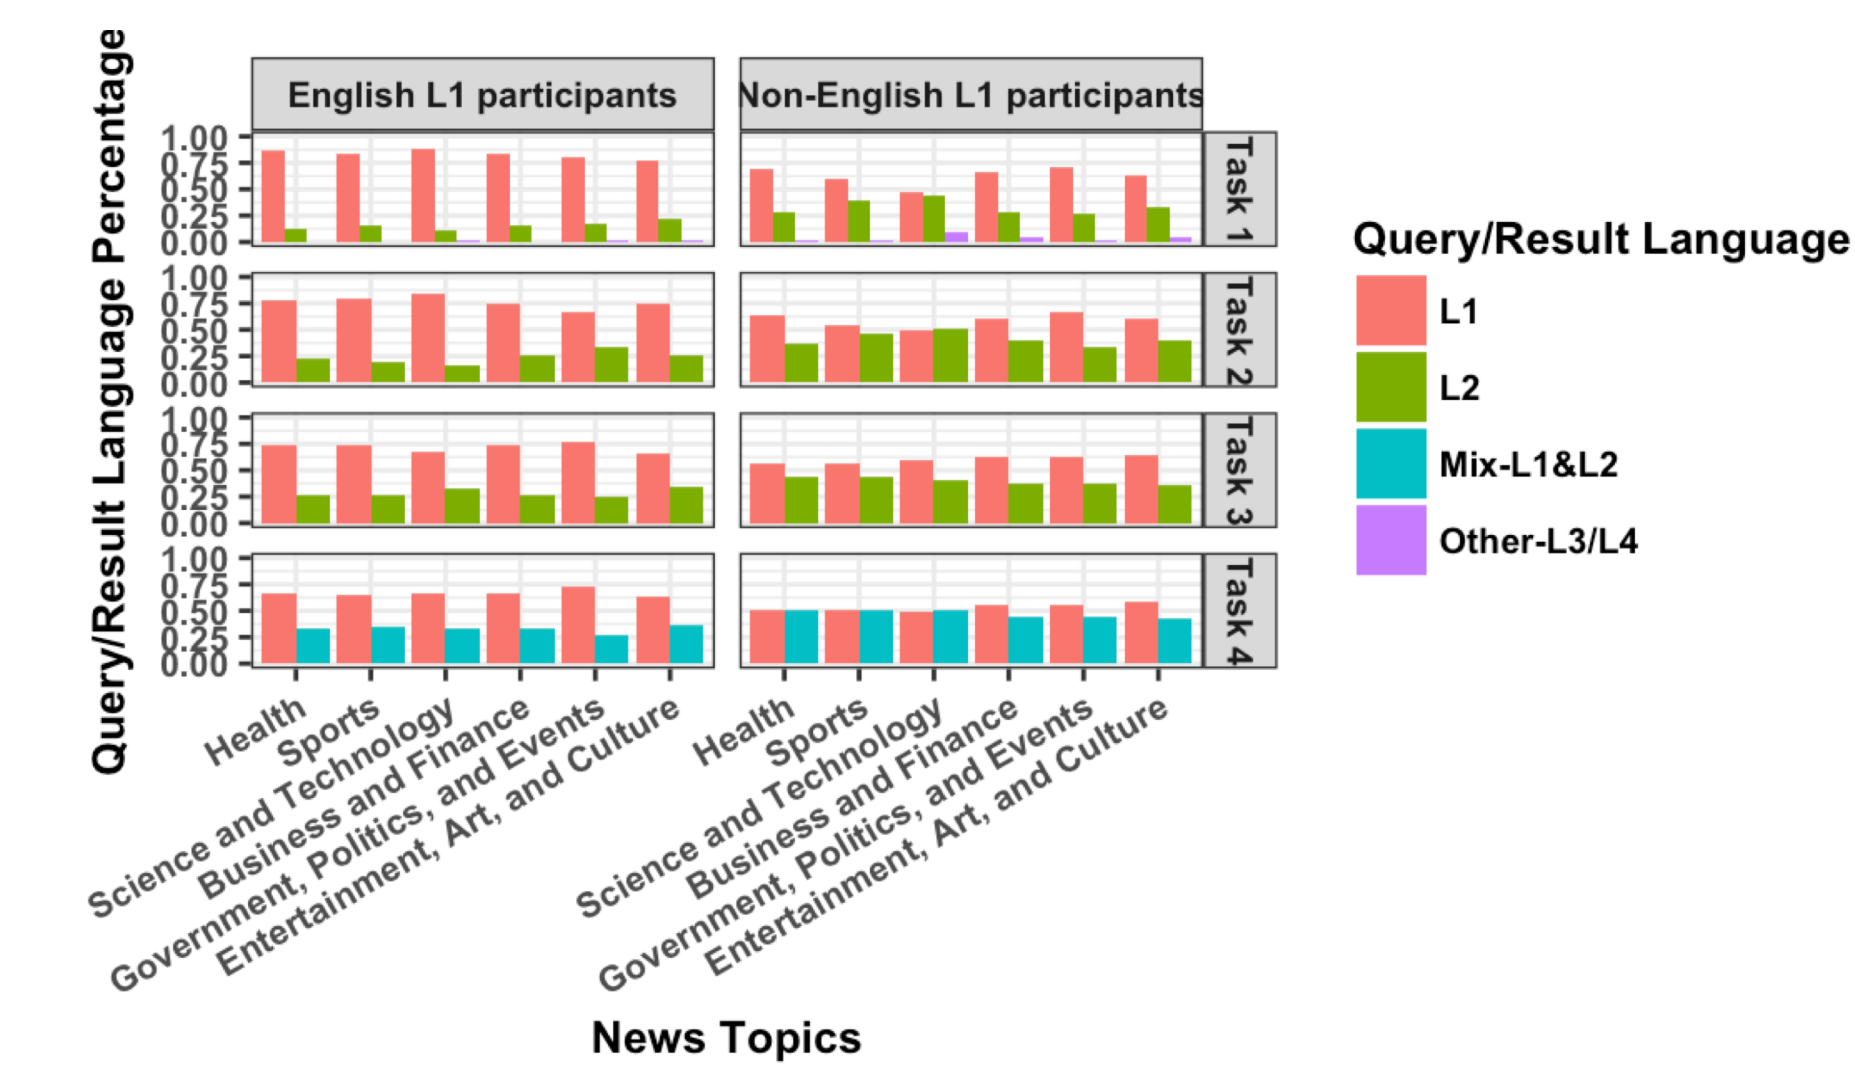 English L1 participants
Non-English L1 participants
Query/Result Language Percentage
1.00
0.75
0.50
0.25
0.00
Task 1
1.00
0.75
0.50
0.25
0.00
Task 2
1.00
0.75
0.50
0.25
0.00
Task 3
1.00
0.75
0.50
0.25
0.00
Task 4
Health
Sports
Science and Technology
Business and Finance
Government, Politics, and Events
Entertainment, Art, and Culture
Health
Sports
Science and Technology
Business and Finance
Government, Politics, and Events
Entertainment, Art, and Culture
News Topics
Query/Result Language
L1
L2
Mix-L1&L2
Other-L3/L4